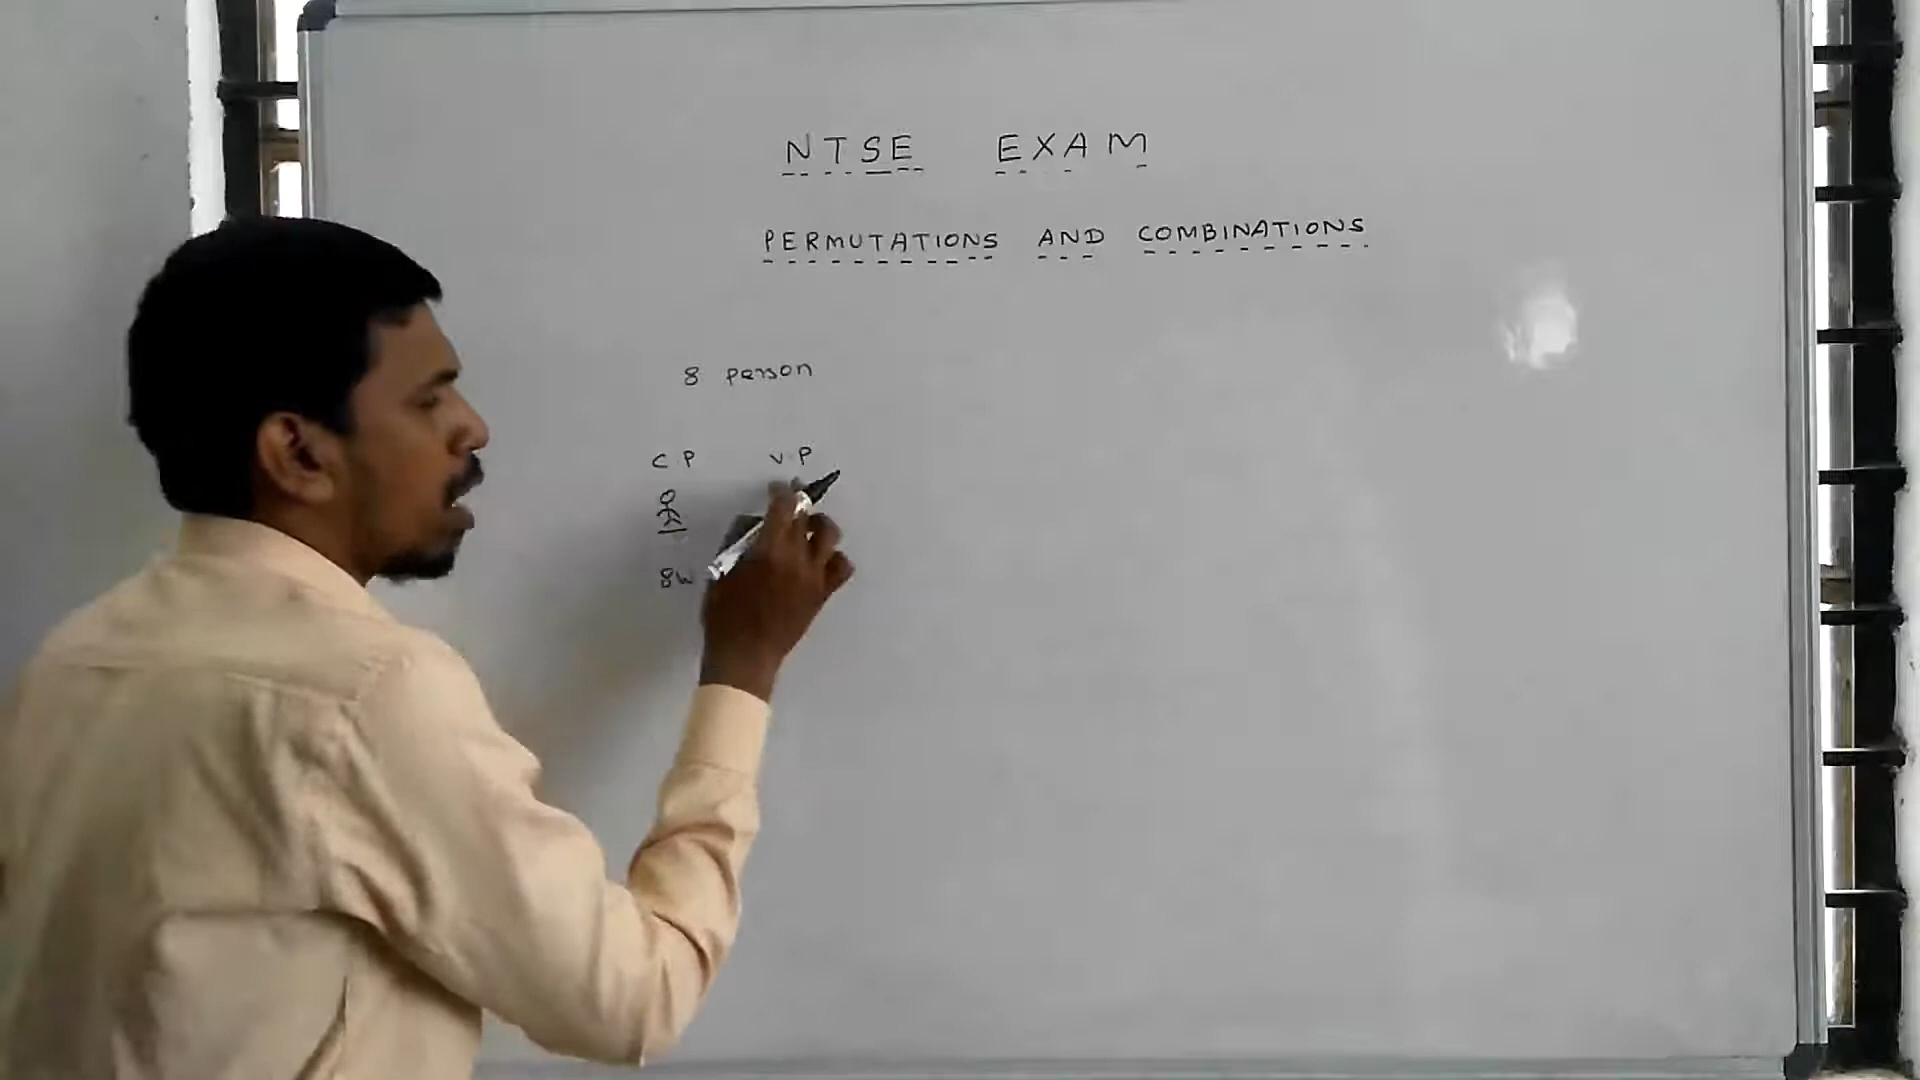 NTSE EXAM
PERMUTATIONS AND COMBINATIONS
8 person
C.P V.P
8w